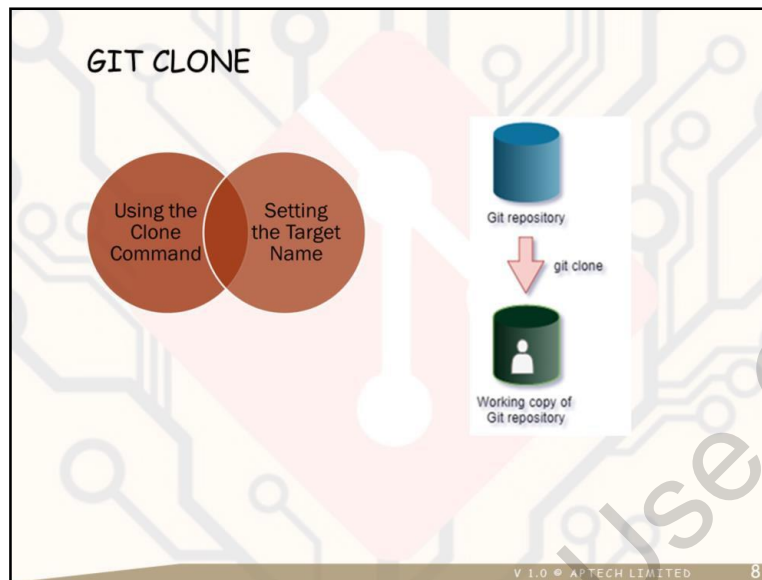 GIT CLONE
Using the
Clone
Command
Setting
the Target
Name
Git repository
git clone
Working copy of
Git repository
Use
V 1.0 © APTECH LIMITED
8